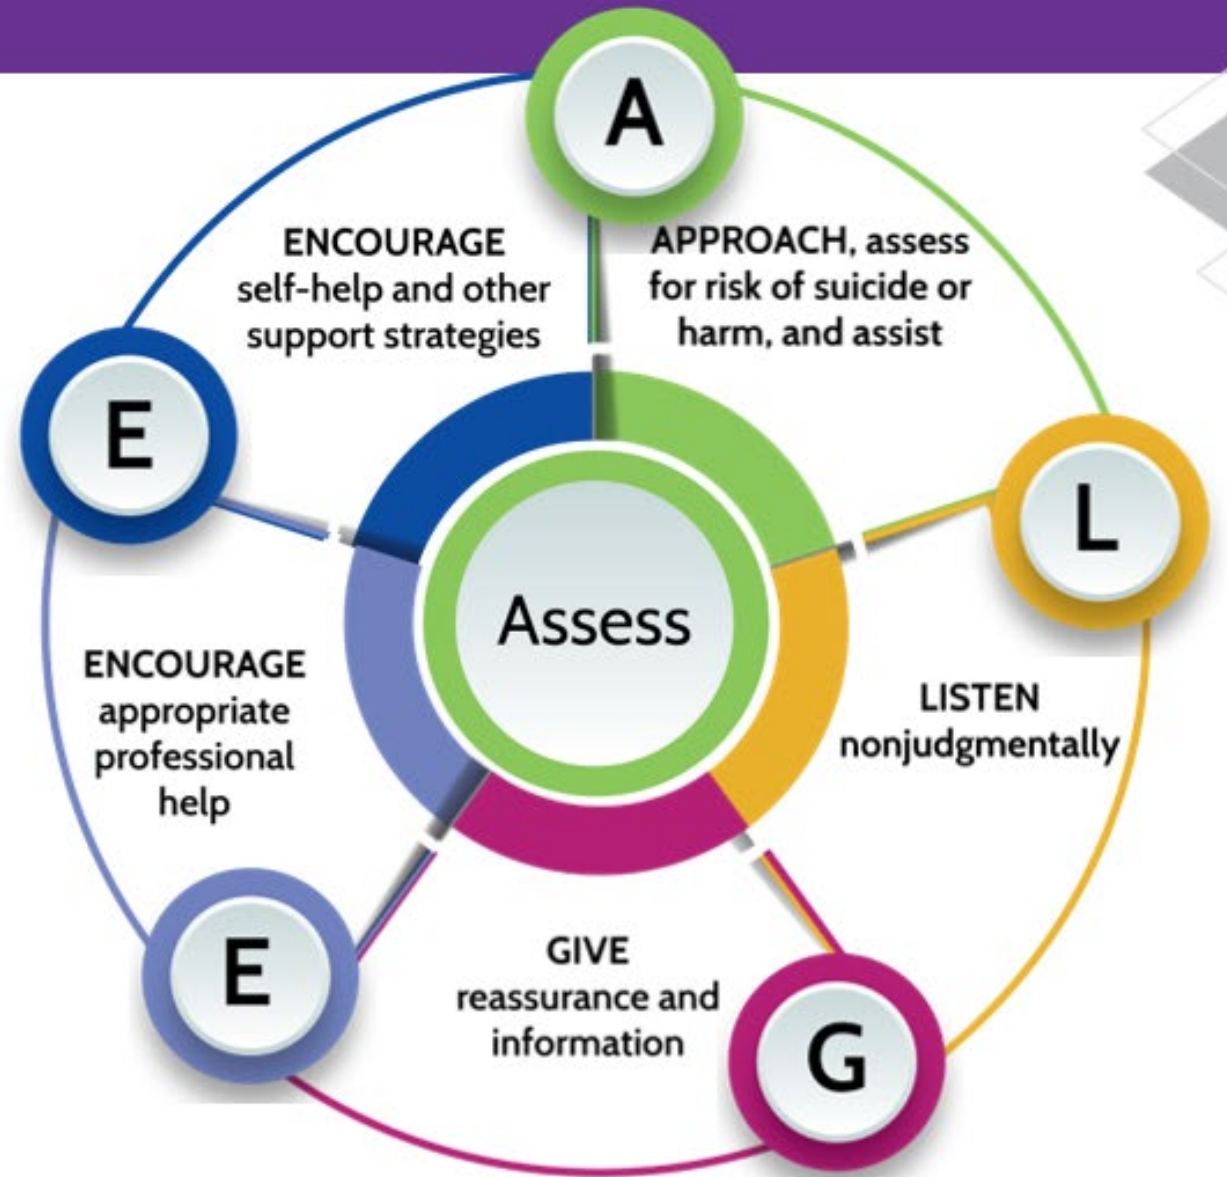 A
APPROACH, assess
for risk of suicide or
harm, and assist
L
LISTEN
nonjudgmentally
G
GIVE
reassurance and
information
E
ENCOURAGE
appropriate
professional
help
E
ENCOURAGE
self-help and other
support strategies
Assess